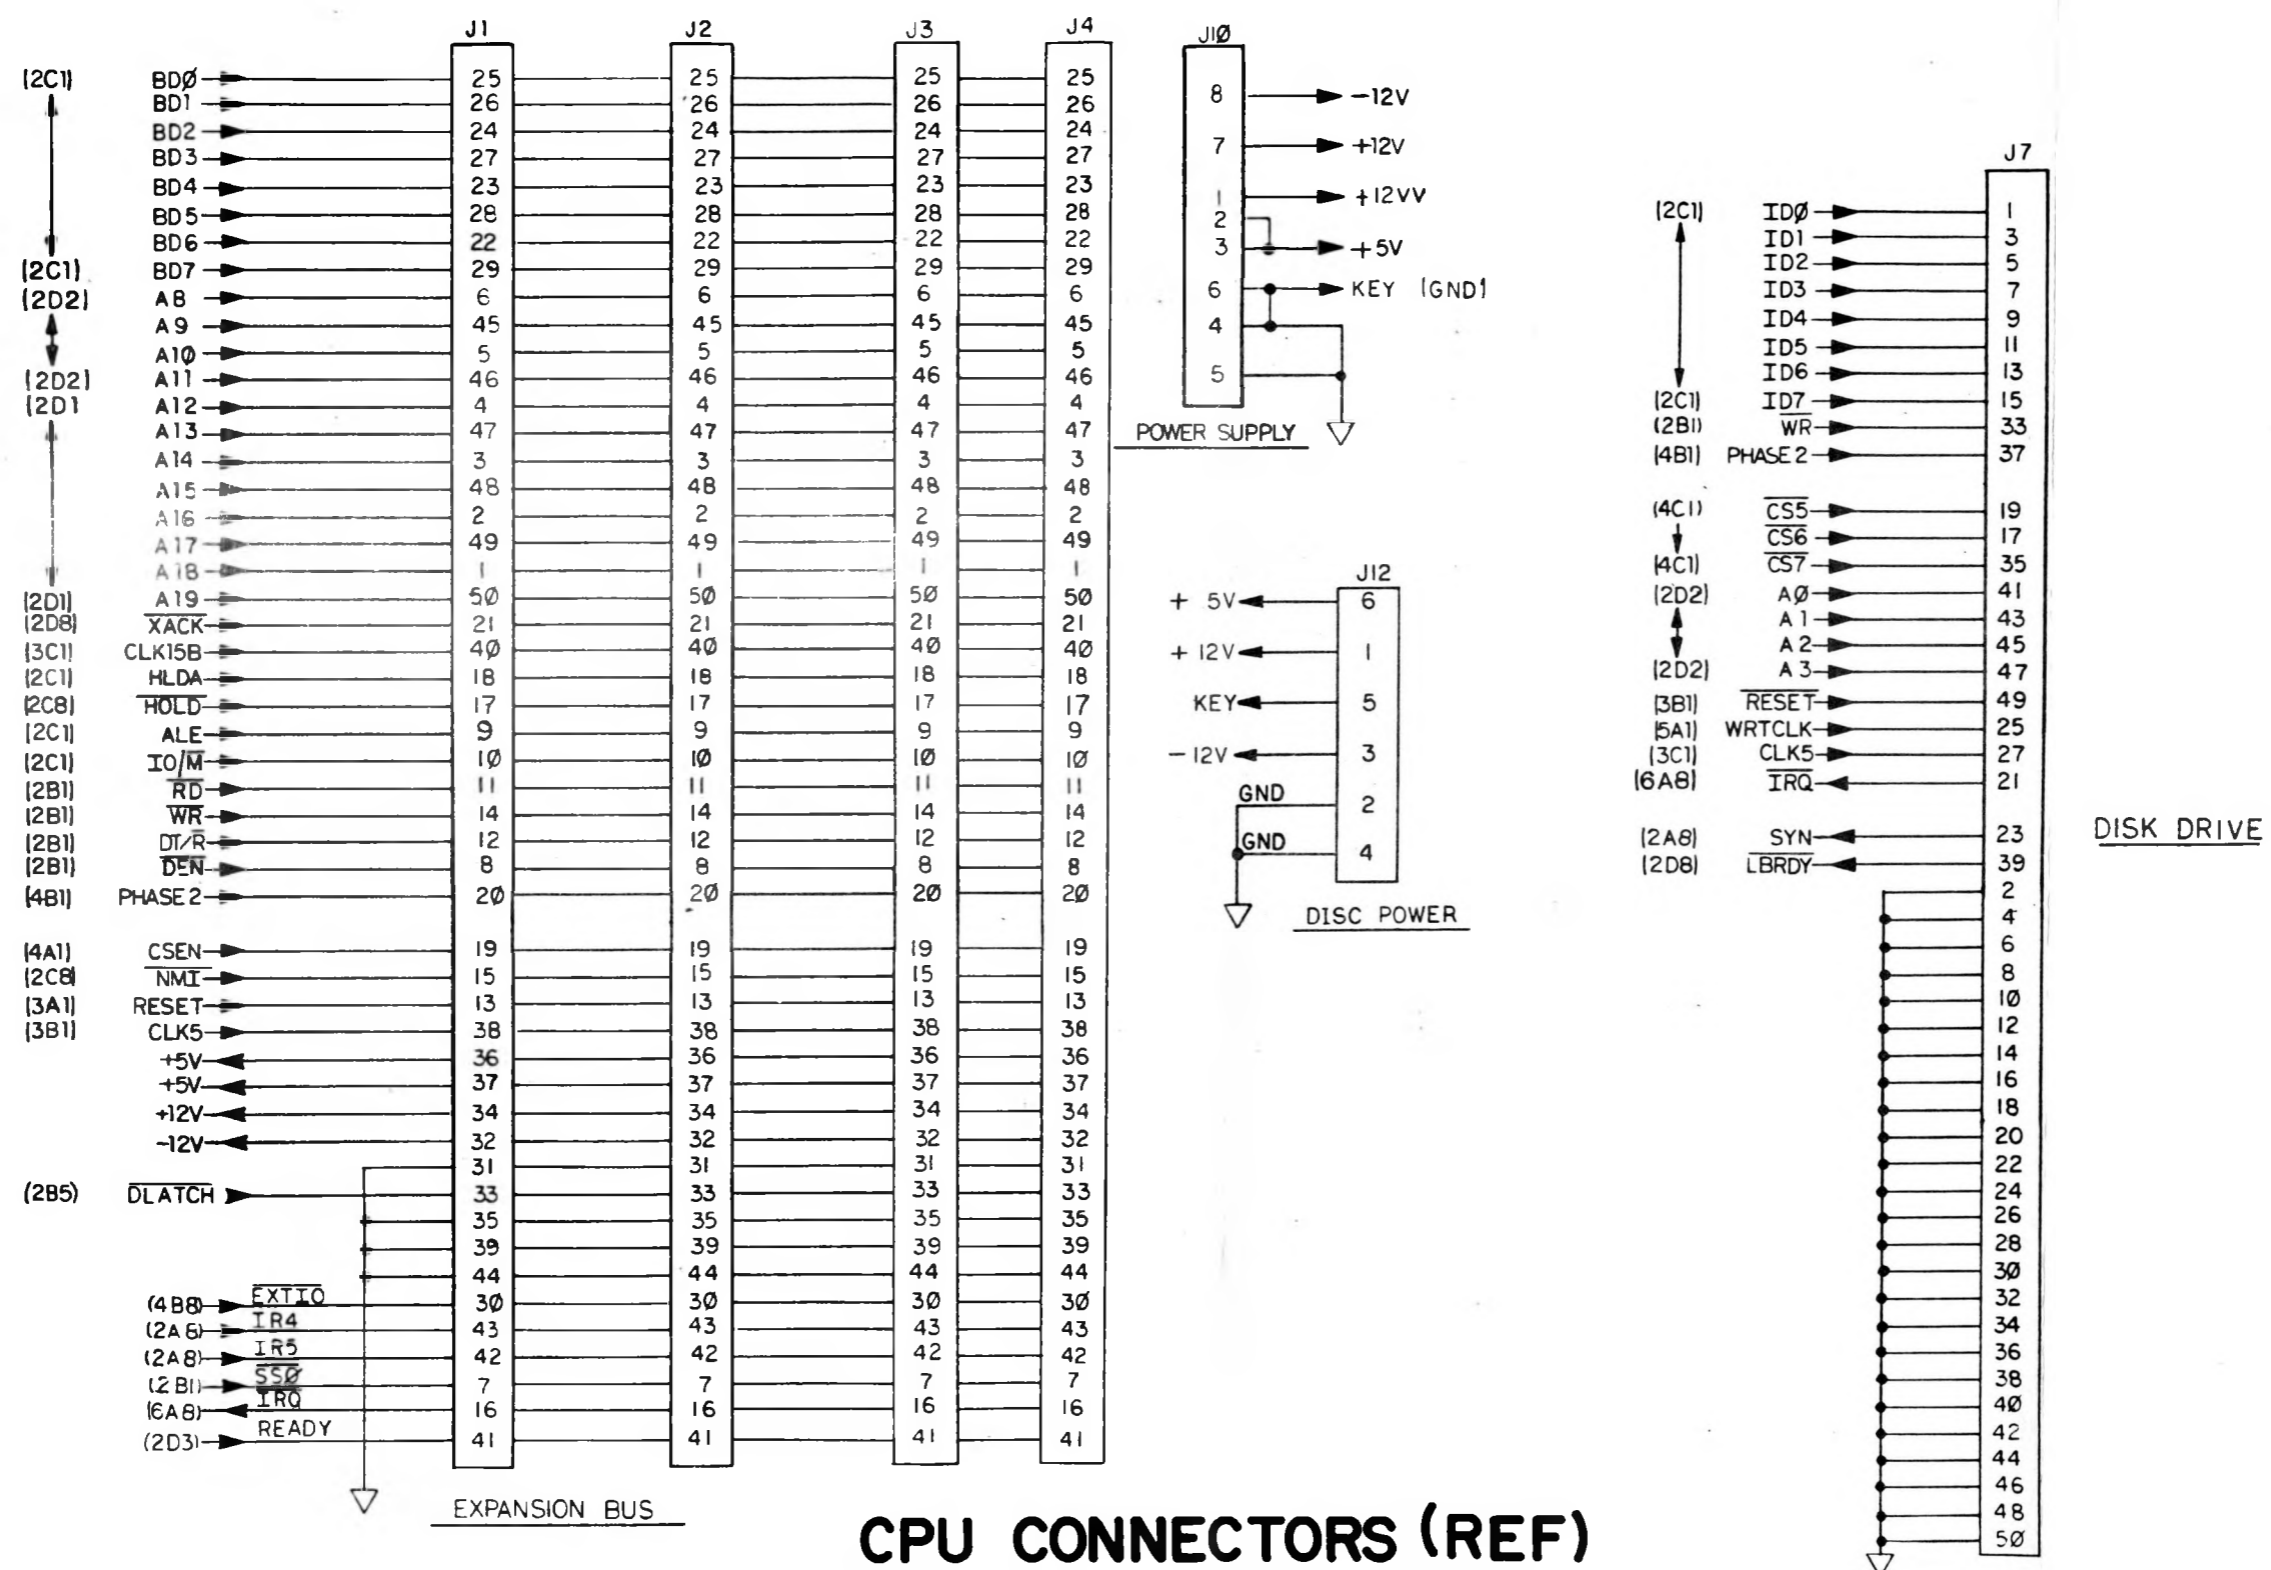 J1 J2 J3 J4
(2C1) BDØ 25 25 25 25
BD1 26 26 26 26
BD2 24 24 24 24
BD3 27 27 27 27
BD4 23 23 23 23
BD5 28 28 28 28
BD6 22 22 22 22
(2C1) BD7 29 29 29 29
(2D2) A8 6 6 6 6
A9 45 45 45 45
A1Ø 5 5 5 5
(2D2) A11 46 46 46 46
(2D1 A12 4 4 4 4
A13 47 47 47 47
A14 3 3 3 3
A15 48 48 48 48
A16 2 2 2 2
A17 49 49 49 49
A18 1 1 1 1
(2D1) A19 5Ø 5Ø 5Ø 50
(2D8) XACK 21 21 21 21
(3C1) CLK15B 4Ø 4Ø 4Ø 4Ø
(2C1) HLDA 18 18 18 18
(2C8) HOLD 17 17 17 17
(2C1) ALE 9 9 9 9
(2C1) IO/M 1Ø 1Ø 1Ø 1Ø
(2B1) RD 11 11 11 11
(2B1) WR 14 14 14 14
(2B1) DT/R 12 12 12 12
(2B1) DEN 8 8 8 8
(4B1) PHASE2 2Ø 2Ø 2Ø 2Ø
(4A1) CSEN 19 19 19 19
(2C8) NMI 15 15 15 15
(3A1) RESET 13 13 13 13
(3B1) CLK5 38 38 38 38
+5V 36 36 36 36
+5V 37 37 37 37
+12V 34 34 34 34
-12V 32 32 32 32
31 31 31 31
(2B5) DLATCH 33 33 33 33
35 35 35 35
39 39 39 39
44 44 44 44
(4B8) EXTIO 3Ø 3Ø 3Ø 3Ø
(2A8) IR4 43 43 43 43
(2A8) IR5 42 42 42 42
(2B1) SSØ 7 7 7 7
(6A8) IRQ 16 16 16 16
(2D3) READY 41 41 41 41
EXPANSION BUS
J1Ø
8 -12V
7 +12V
1 +12VV
2
3 +5V
6 KEY (GND)
4
5
POWER SUPPLY
J12
+ 5V 6
+ 12V 1
KEY 5
-12V 3
GND 2
GND 4
DISC POWER
J7
(2C1) IDØ 1
ID1 3
ID2 5
ID3 7
ID4 9
ID5 11
ID6 13
(2C1) ID7 15
(2B1) WR 33
(4B1) PHASE2 37
(4C1) CS5 19
CS6 17
(4C1) CS7 35
(2D2) AØ 41
A1 43
A2 45
(2D2) A3 47
(3B1) RESET 49
(5A1) WRTCLK 25
(3C1) CLK5 27
(6A8) IRQ 21
(2A8) SYN 23
(2D8) LBRDY 39
2
4
6
8
1Ø
12
14
16
18
20
22
24
26
28
3Ø
32
34
36
38
4Ø
42
44
46
48
5Ø
DISK DRIVE
CPU CONNECTORS (REF)